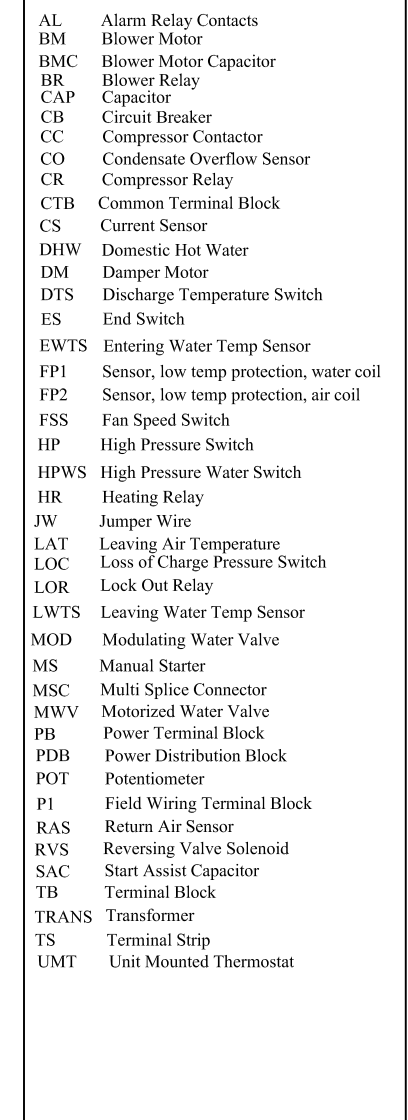 AL Alarm Relay Contacts
BM Blower Motor
BMC Blower Motor Capacitor
BR Blower Relay
CAP Capacitor
CB Circuit Breaker
CC Compressor Contactor
CO Condensate Overflow Sensor
CR Compressor Relay
CTB Common Terminal Block
CS Current Sensor
DHW Domestic Hot Water
DM Damper Motor
DTS Discharge Temperature Switch
ES End Switch
EWTS Entering Water Temp Sensor
FP1 Sensor, low temp protection, water coil
FP2 Sensor, low temp protection, air coil
FSS Fan Speed Switch
HP High Pressure Switch
HPWS High Pressure Water Switch
HR Heating Relay
JW Jumper Wire
LAT Leaving Air Temperature
LOC Loss of Charge Pressure Switch
LOR Lock Out Relay
LWTS Leaving Water Temp Sensor
MOD Modulating Water Valve
MS Manual Starter
MSC Multi Splice Connector
MWV Motorized Water Valve
PB Power Terminal Block
PDB Power Distribution Block
POT Potentiometer
P1 Field Wiring Terminal Block
RAS Return Air Sensor
RVS Reversing Valve Solenoid
SAC Start Assist Capacitor
TB Terminal Block
TRANS Transformer
TS Terminal Strip
UMT Unit Mounted Thermostat